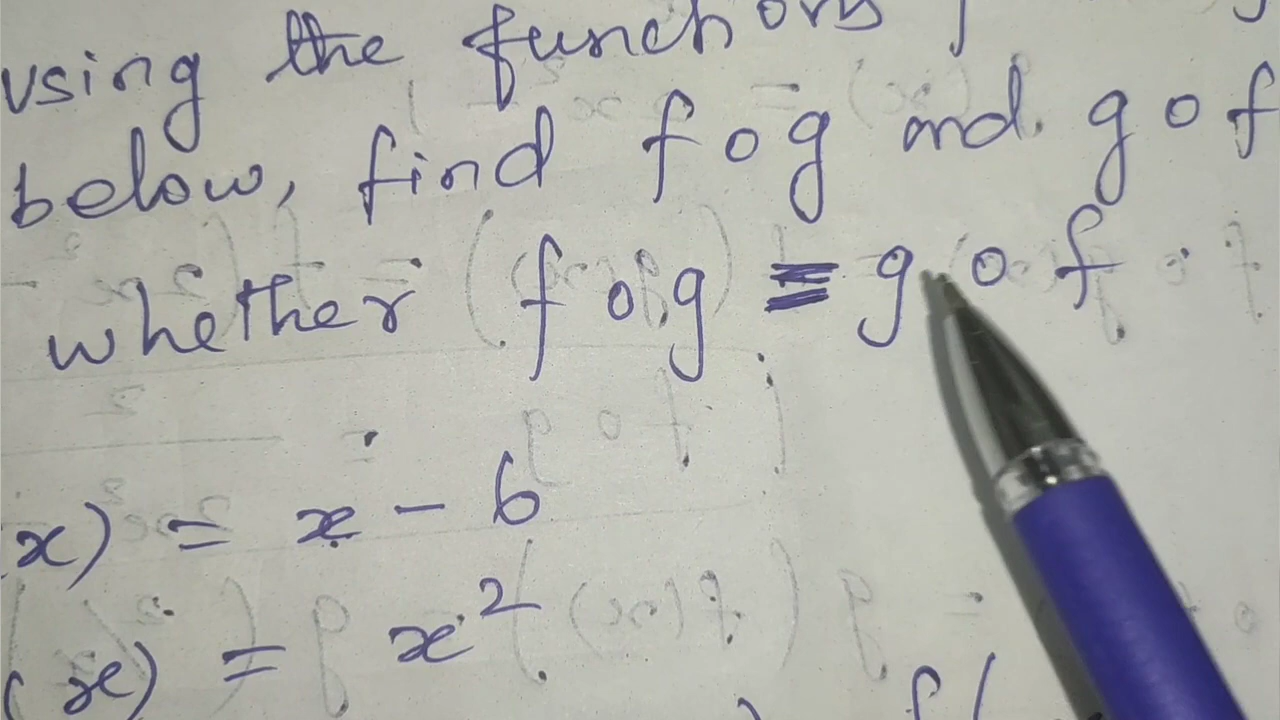 using the functions f
below, find f o g and g o f
whether f o g = g o f
x) = x - 6
(x) = x²
f(